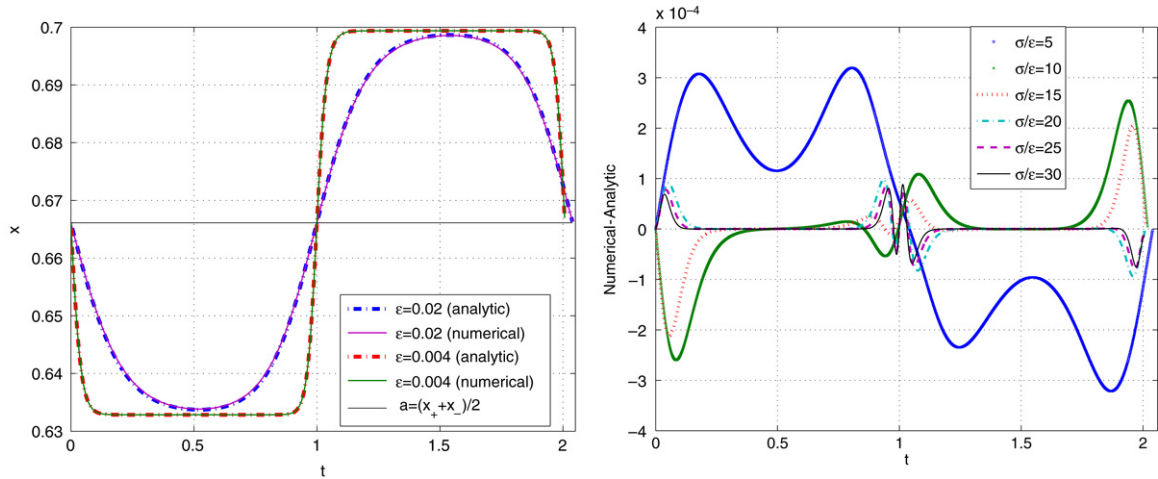 0.7
0.69
0.68
0.67
0.66
0.65
0.64
0.63
x
0
0.5
1
1.5
2
t
ε=0.02 (analytic)
ε=0.02 (numerical)
ε=0.004 (analytic)
ε=0.004 (numerical)
a=(x₊+x₋)/2
x 10⁻⁴
4
3
2
1
0
−1
−2
−3
−4
Numerical-Analytic
0
0.5
1
1.5
2
t
σ/ε=5
σ/ε=10
σ/ε=15
σ/ε=20
σ/ε=25
σ/ε=30